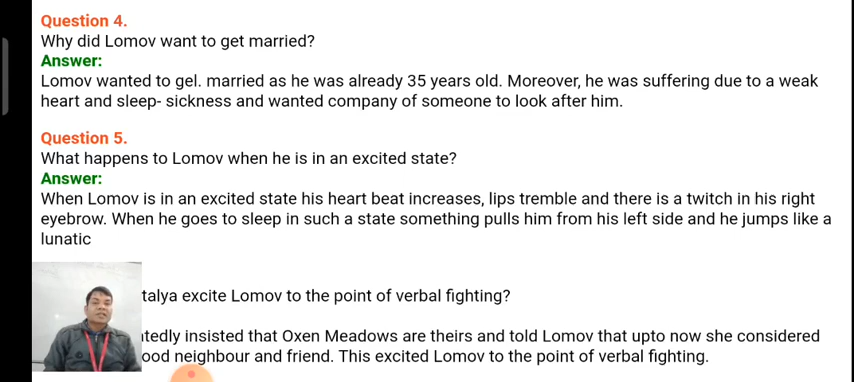 Question 4.
Why did Lomov want to get married?
Answer:
Lomov wanted to gel. married as he was already 35 years old. Moreover, he was suffering due to a weak
heart and sleep- sickness and wanted company of someone to look after him.
Question 5.
What happens to Lomov when he is in an excited state?
Answer:
When Lomov is in an excited state his heart beat increases, lips tremble and there is a twitch in his right
eyebrow. When he goes to sleep in such a state something pulls him from his left side and he jumps like a
lunatic
excite Lomov to the point of verbal fighting?
insisted that Oxen Meadows are theirs and told Lomov that upto now she considered
neighbour and friend. This excited Lomov to the point of verbal fighting.